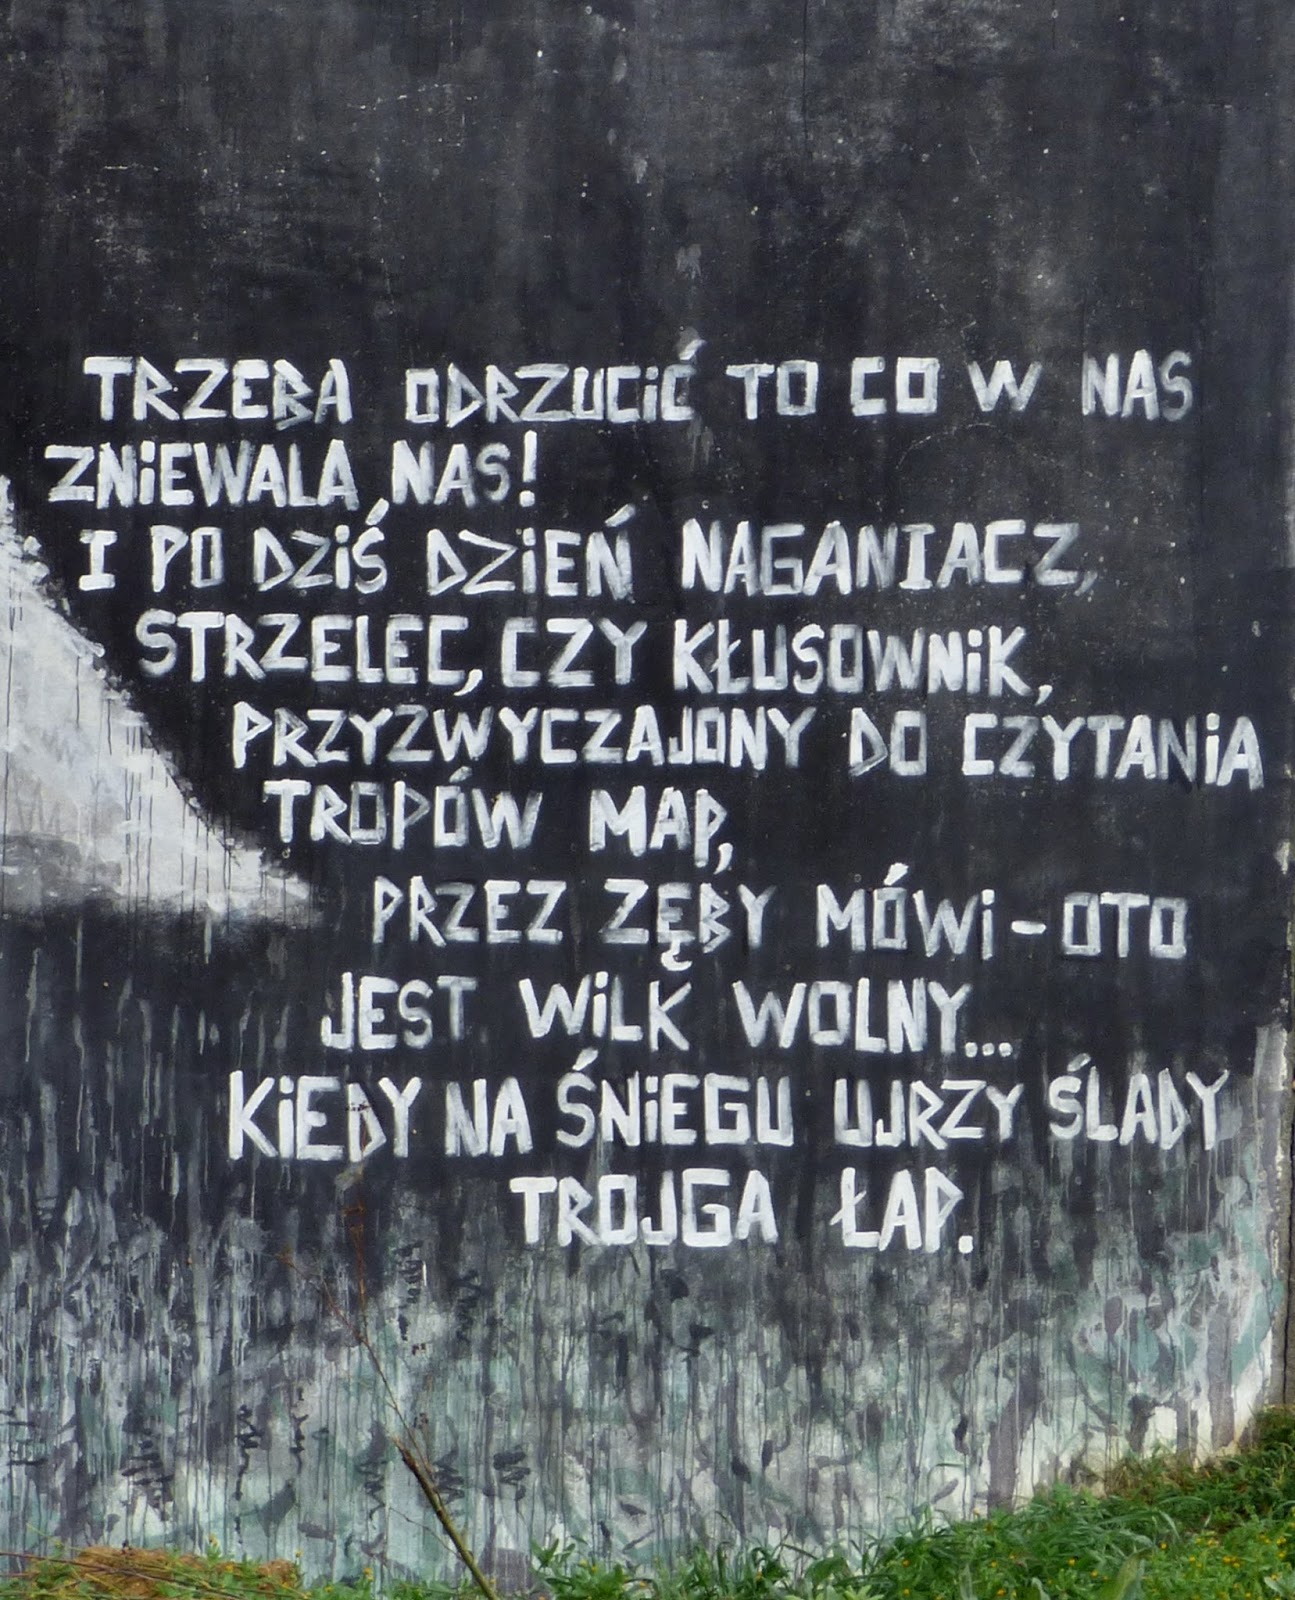 TRZEBA ODRZUCIĆ TO CO W NAS
ZNIEWALA NAS!
I PO DZIŚ DZIEŃ NAGANIACZ,
STRZELEC, CZY KŁUSOWNIK,
PRZYZWYCZAJONY DO CZYTANIA
TROPÓW MAP,
PRZEZ ZĘBY MÓWI - OTO
JEST WILK WOLNY...
KIEDY NA ŚNIEGU UJRZY ŚLADY
TROJGA ŁAP.